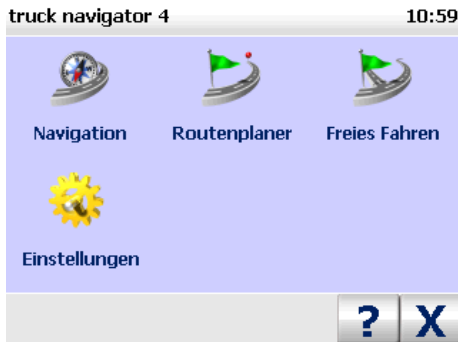 truck navigator 4 10:59
Navigation Routenplaner Freies Fahren
Einstellungen
? X